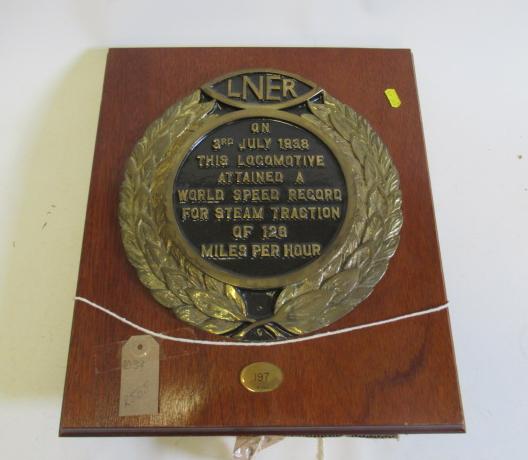 LNER
ON
3RD JULY 1938
THIS LOCOMOTIVE
ATTAINED A
WORLD SPEED RECORD
FOR STEAM TRACTION
OF 126
MILES PER HOUR
197